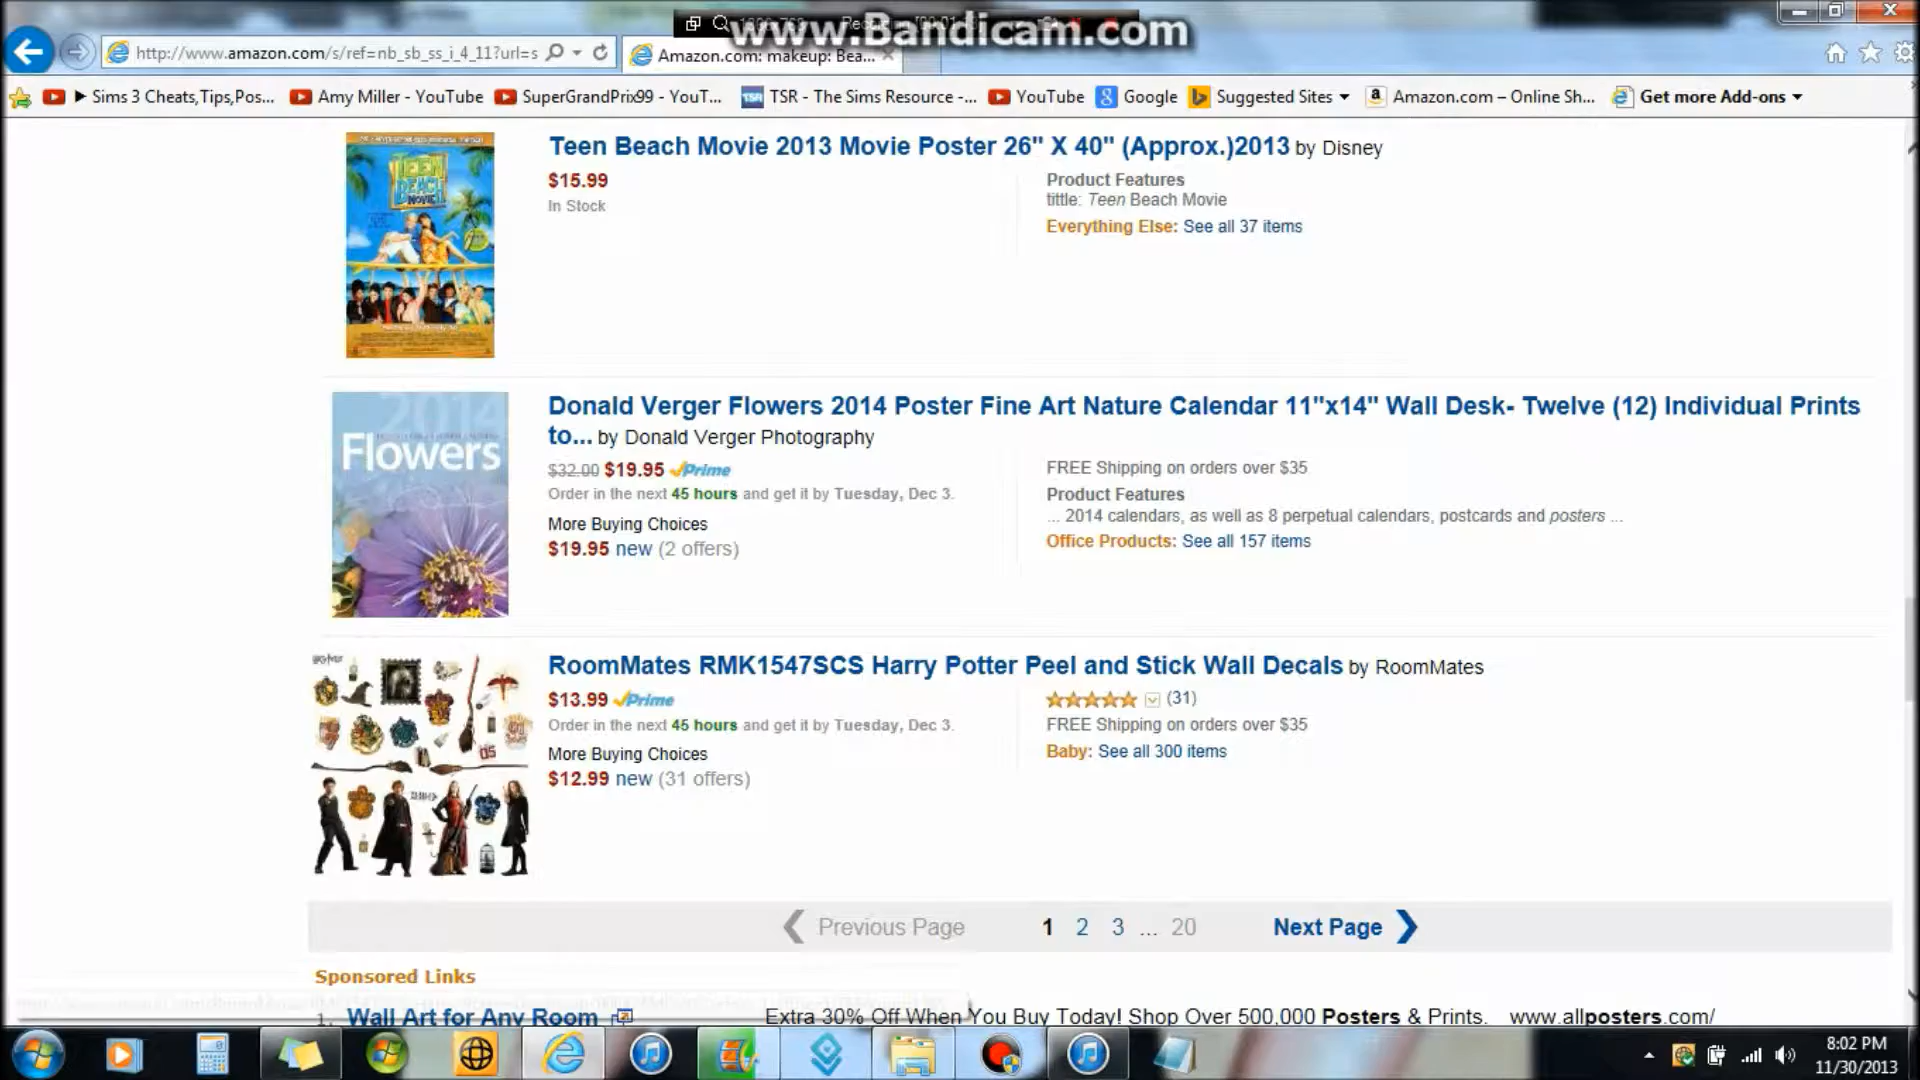 www.Bandicam.com
http://www.amazon.com/s/ref=nb_sb_ss_i_4_11?url=s
Amazon.com: makeup: Bea...
Sims 3 Cheats,Tips,Pos...
Amy Miller - YouTube
SuperGrandPrix99 - YouT...
TSR - The Sims Resource -...
YouTube
Google
Suggested Sites
Amazon.com – Online Sh...
Get more Add-ons
TEEN BEACH MOVIE
Teen Beach Movie 2013 Movie Poster 26" X 40" (Approx.)2013 by Disney
$15.99
In Stock
Product Features
tittle: Teen Beach Movie
Everything Else: See all 37 items
2014
Flowers
Donald Verger Flowers 2014 Poster Fine Art Nature Calendar 11"x14" Wall Desk- Twelve (12) Individual Prints
to... by Donald Verger Photography
$32.00 $19.95 Prime
Order in the next 45 hours and get it by Tuesday, Dec 3.
More Buying Choices
$19.95 new (2 offers)
FREE Shipping on orders over $35
Product Features
... 2014 calendars, as well as 8 perpetual calendars, postcards and posters ...
Office Products: See all 157 items
RoomMates RMK1547SCS Harry Potter Peel and Stick Wall Decals by RoomMates
$13.99 Prime
Order in the next 45 hours and get it by Tuesday, Dec 3.
More Buying Choices
$12.99 new (31 offers)
(31)
FREE Shipping on orders over $35
Baby: See all 300 items
Previous Page 1 2 3 ... 20 Next Page
Sponsored Links
1. Wall Art for Any Room
Extra 30% Off When You Buy Today! Shop Over 500,000 Posters & Prints. www.allposters.com/
8:02 PM
11/30/2013